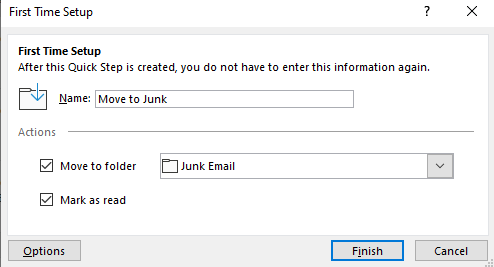 First Time Setup
?
First Time Setup
After this Quick Step is created, you do not have to enter this information again.
Name: Move to Junk
Actions
Move to folder Junk Email
Mark as read
Options Finish Cancel